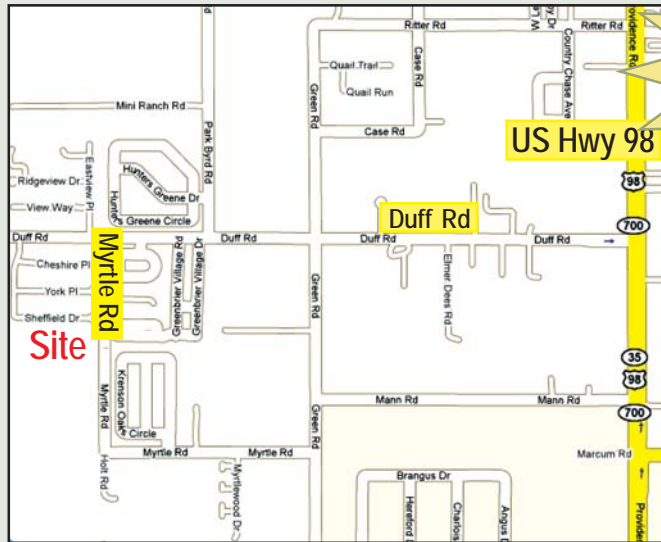 Ritter Rd
Ritter Rd
Providence Rd
Country Chase Ave
Case Rd
Quail Trail
Quail Run
Green Rd
Case Rd
Mini Ranch Rd
Park Byrd Rd
US Hwy 98
98
Eastview Pl
Ridgeview Dr
View Way
Hunters Greene Dr
Hunters Greene Circle
700
Duff Rd
Duff Rd
Duff Rd
Duff Rd
Duff Rd
Myrtle Rd
Cheshire Pl
York Pl
Sheffield Dr
Greenbrier Village Rd
Greenbrier Village Dr
Elmer Dees Rd
Green Rd
Site
35
98
Krenson Oaks Circle
Mann Rd
Mann Rd
700
Green Rd
Myrtle Rd
Myrtle Rd
Myrtle Rd
Marcum Rd
Holt Rd
Myrtlewood Dr
Brangus Dr
Hereford
Charlois
Angus